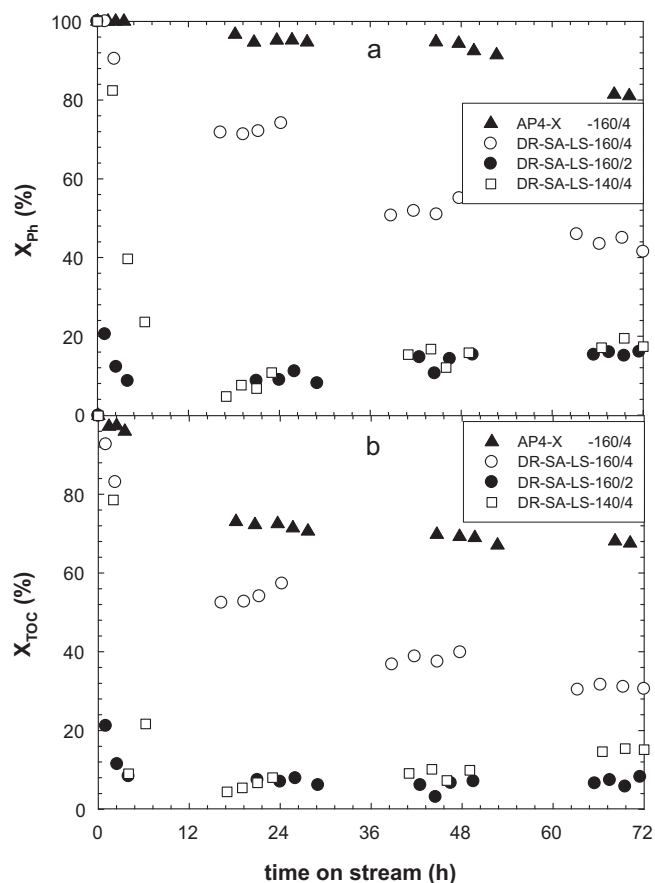 100
80
60
40
20
0
X_Ph (%)
a
AP4-X -160/4
DR-SA-LS-160/4
DR-SA-LS-160/2
DR-SA-LS-140/4
80
60
40
20
0
X_TOC (%)
b
AP4-X -160/4
DR-SA-LS-160/4
DR-SA-LS-160/2
DR-SA-LS-140/4
0 12 24 36 48 60 72
time on stream (h)